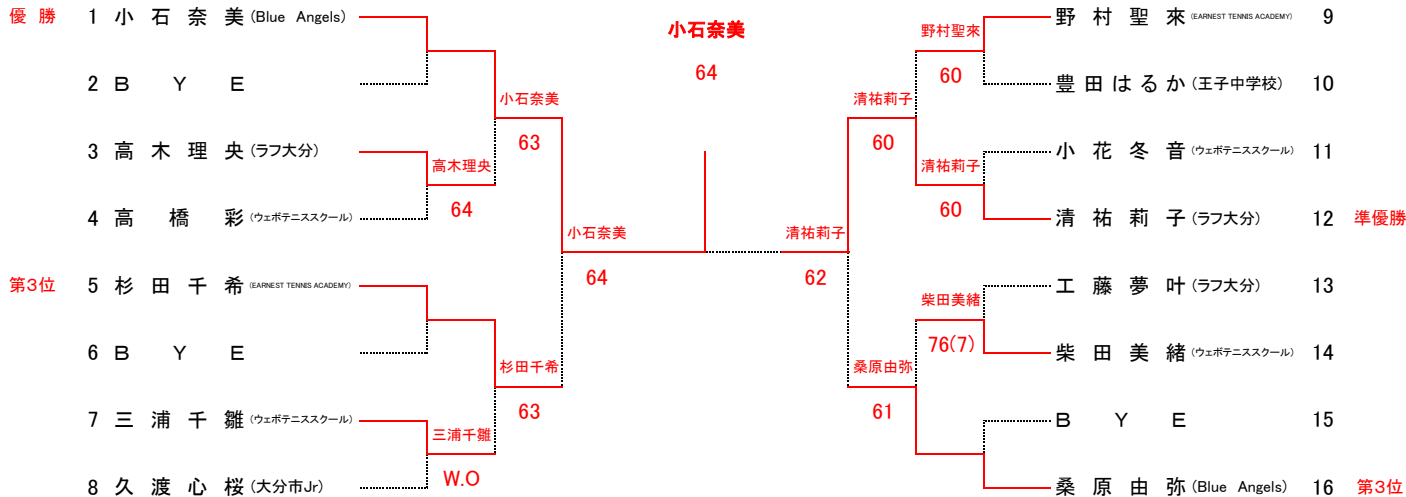 優勝 1 小石奈美 (Blue Angels)
2 BYE
3 高木理央 (ラフ大分)
4 高橋彩 (ウェボテニススクール)
第3位 5 杉田千希 (EARNEST TENNIS ACADEMY)
6 BYE
7 三浦千雛 (ウェボテニススクール)
8 久渡心桜 (大分市Jr)
高木理央
64
三浦千雛
W.O
小石奈美
63
杉田千希
63
小石奈美
64
小石奈美
64
清祐莉子
62
清祐莉子
60
桑原由弥
61
野村聖來
60
清祐莉子
60
柴田美緒
76(7)
野村聖來 (EARNEST TENNIS ACADEMY) 9
豊田はるか (王子中学校) 10
小花冬音 (ウェボテニススクール) 11
清祐莉子 (ラフ大分) 12 準優勝
工藤夢叶 (ラフ大分) 13
柴田美緒 (ウェボテニススクール) 14
BYE 15
桑原由弥 (Blue Angels) 16 第3位